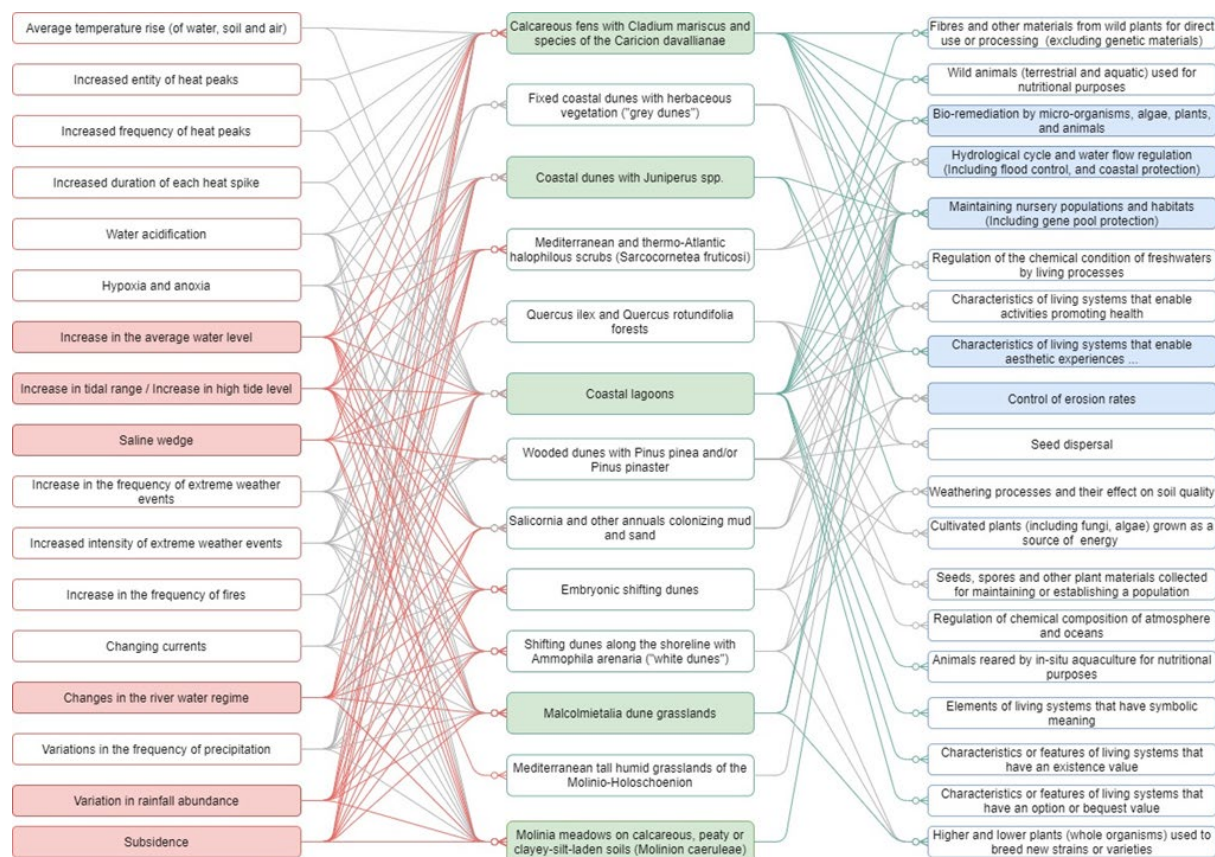 Average temperature rise (of water, soil and air)
Increased entity of heat peaks
Increased frequency of heat peaks
Increased duration of each heat spike
Water acidification
Hypoxia and anoxia
Increase in the average water level
Increase in tidal range / Increase in high tide level
Saline wedge
Increase in the frequency of extreme weather
events
Increased intensity of extreme weather events
Increase in the frequency of fires
Changing currents
Changes in the river water regime
Variations in the frequency of precipitation
Variation in rainfall abundance
Subsidence
Calcareous fens with Cladium mariscus and
species of the Caricion davallianae
Fixed coastal dunes with herbaceous
vegetation ("grey dunes")
Coastal dunes with Juniperus spp.
Mediterranean and thermo-Atlantic
halophilous scrubs (Sarcocornetea fruticosi)
Quercus ilex and Quercus rotundifolia
forests
Coastal lagoons
Wooded dunes with Pinus pinea and/or
Pinus pinaster
Salicornia and other annuals colonizing mud
and sand
Embryonic shifting dunes
Shifting dunes along the shoreline with
Ammophila arenaria ("white dunes")
Malcolmietalia dune grasslands
Mediterranean tall humid grasslands of the
Molinio-Holoschoenion
Molinia meadows on calcareous, peaty or
clayey-silt-laden soils (Molinion caeruleae)
Fibres and other materials from wild plants for direct
use or processing (excluding genetic materials)
Wild animals (terrestrial and aquatic) used for
nutritional purposes
Bio-remediation by micro-organisms, algae, plants,
and animals
Hydrological cycle and water flow regulation
(Including flood control, and coastal protection)
Maintaining nursery populations and habitats
(Including gene pool protection)
Regulation of the chemical condition of freshwaters
by living processes
Characteristics of living systems that enable
activities promoting health
Characteristics of living systems that enable
aesthetic experiences ...
Control of erosion rates
Seed dispersal
Weathering processes and their effect on soil quality
Cultivated plants (including fungi, algae) grown as a
source of energy
Seeds, spores and other plant materials collected
for maintaining or establishing a population
Regulation of chemical composition of atmosphere
and oceans
Animals reared by in-situ aquaculture for nutritional
purposes
Elements of living systems that have symbolic
meaning
Characteristics or features of living systems that
have an existence value
Characteristics or features of living systems that
have an option or bequest value
Higher and lower plants (whole organisms) used to
breed new strains or varieties